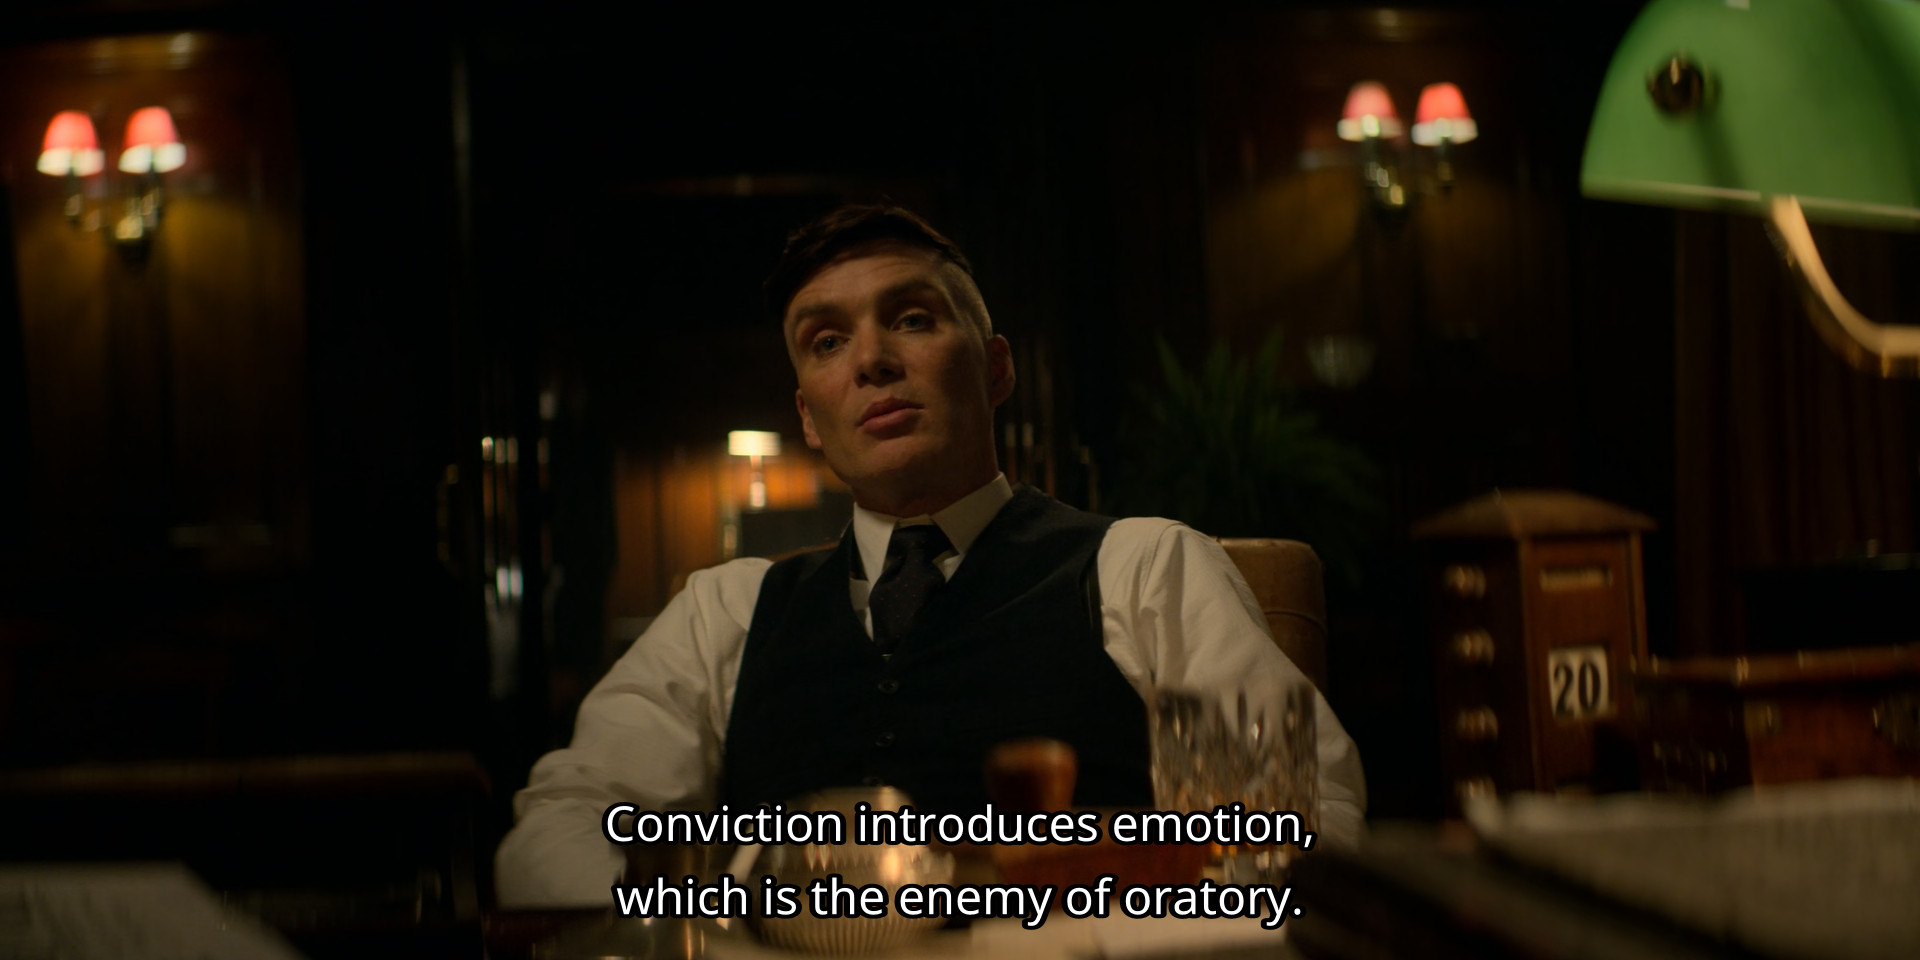 20
Conviction introduces emotion,
which is the enemy of oratory.